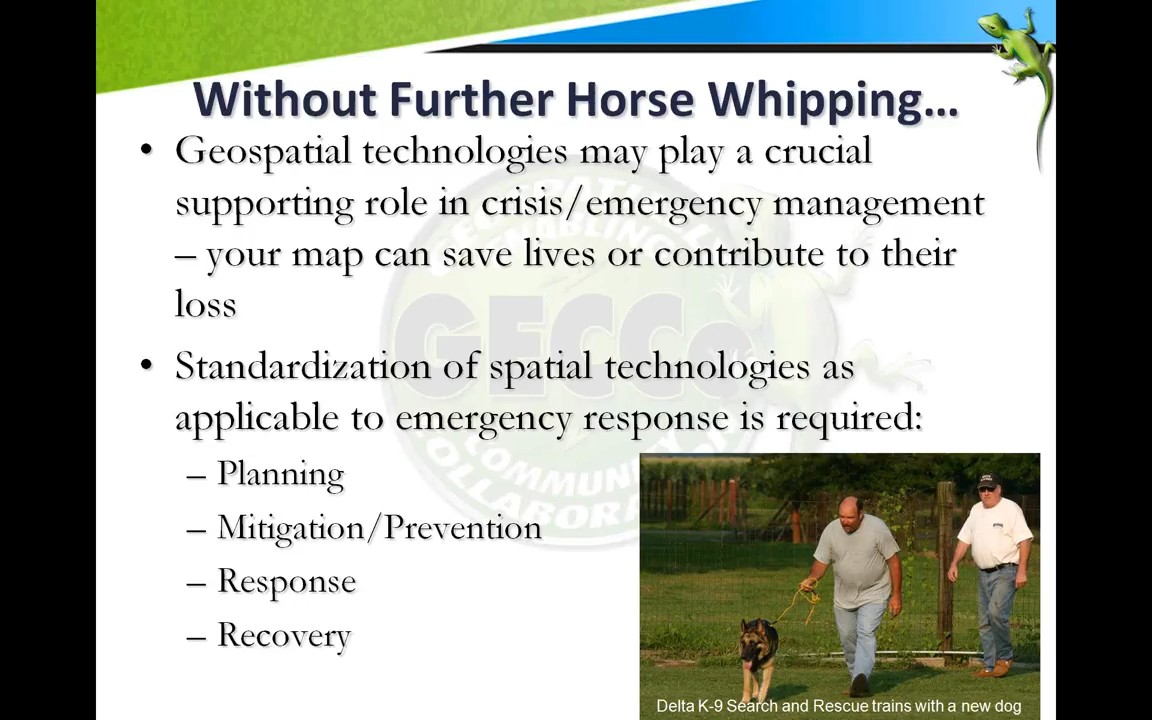 Without Further Horse Whipping…
• Geospatial technologies may play a crucial
supporting role in crisis/emergency management
– your map can save lives or contribute to their
loss
• Standardization of spatial technologies as
applicable to emergency response is required:
– Planning
– Mitigation/Prevention
– Response
– Recovery
GECCo
COMMUNITY
Delta K-9 Search and Rescue trains with a new dog